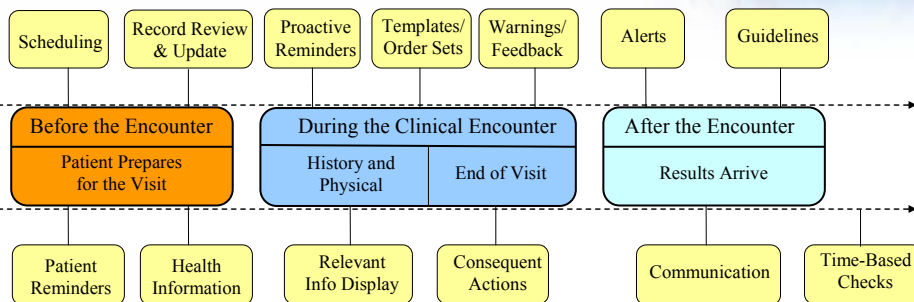 Scheduling
Record Review
& Update
Proactive
Reminders
Templates/
Order Sets
Warnings/
Feedback
Alerts
Guidelines
Before the Encounter
Patient Prepares
for the Visit
During the Clinical Encounter
History and
Physical
End of Visit
After the Encounter
Results Arrive
Patient
Reminders
Health
Information
Relevant
Info Display
Consequent
Actions
Communication
Time-Based
Checks